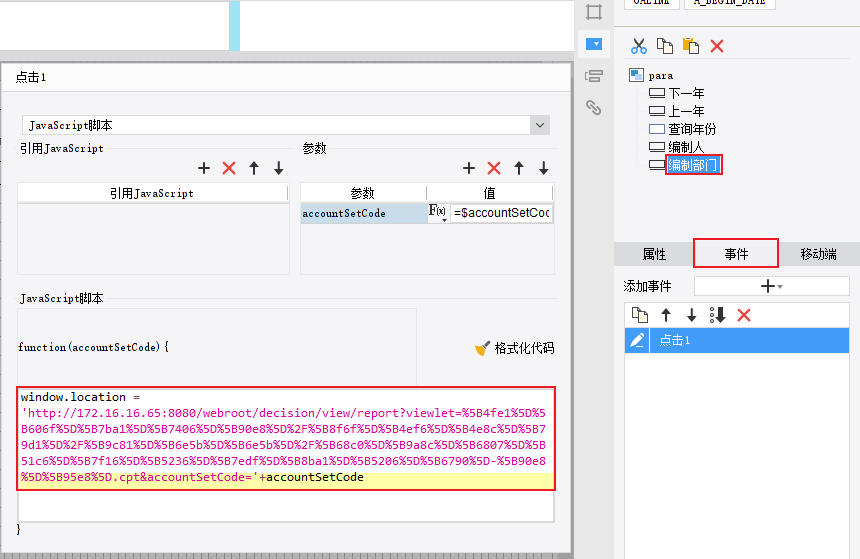 A_BEGIN_DATE
点击1
para
下一年
上一年
查询年份
编制人
编制部门
JavaScript脚本
引用JavaScript
参数
引用JavaScript
参数
值
accountSetCode
F(x)
=$accountSetCod
属性
事件
移动端
添加事件
点击1
JavaScript脚本
function(accountSetCode){
格式化代码
window.location =
'http://172.16.16.65:8080/webroot/decision/view/report?viewlet=%5B4fe1%5D%5
B606f%5D%5B7ba1%5D%5B7406%5D%5B90e8%5D%2F%5B8f6f%5D%5B4ef6%5D%5B4e8c%5D%5B7
9d1%5D%2F%5B9c81%5D%5B6e5b%5D%5B6e5b%5D%2F%5B68c0%5D%5B9a8c%5D%5B6807%5D%5B
51c6%5D%5B7f16%5D%5B5236%5D%5B7edf%5D%5B8ba1%5D%5B5206%5D%5B6790%5D-%5B90e8
%5D%5B95e8%5D.cpt&accountSetCode='+accountSetCode
}